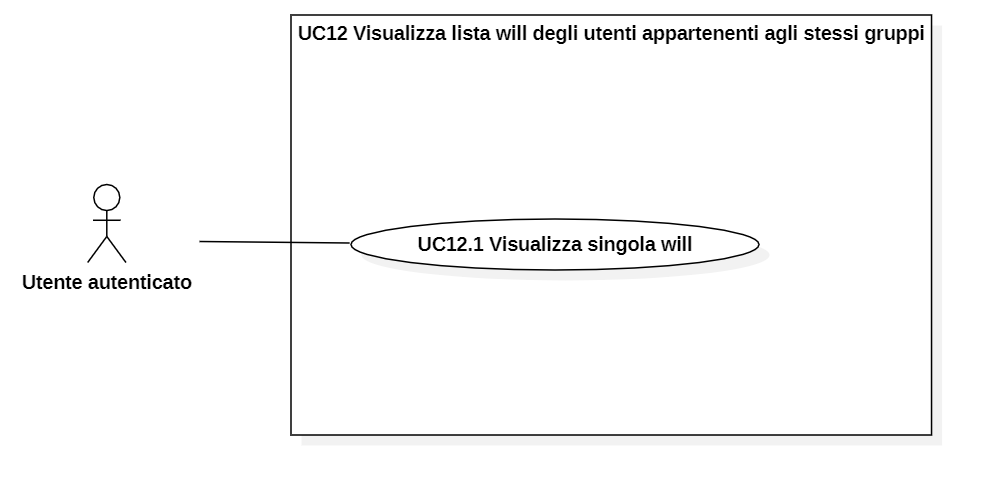 UC12 Visualizza lista will degli utenti appartenenti agli stessi gruppi
UC12.1 Visualizza singola will
Utente autenticato